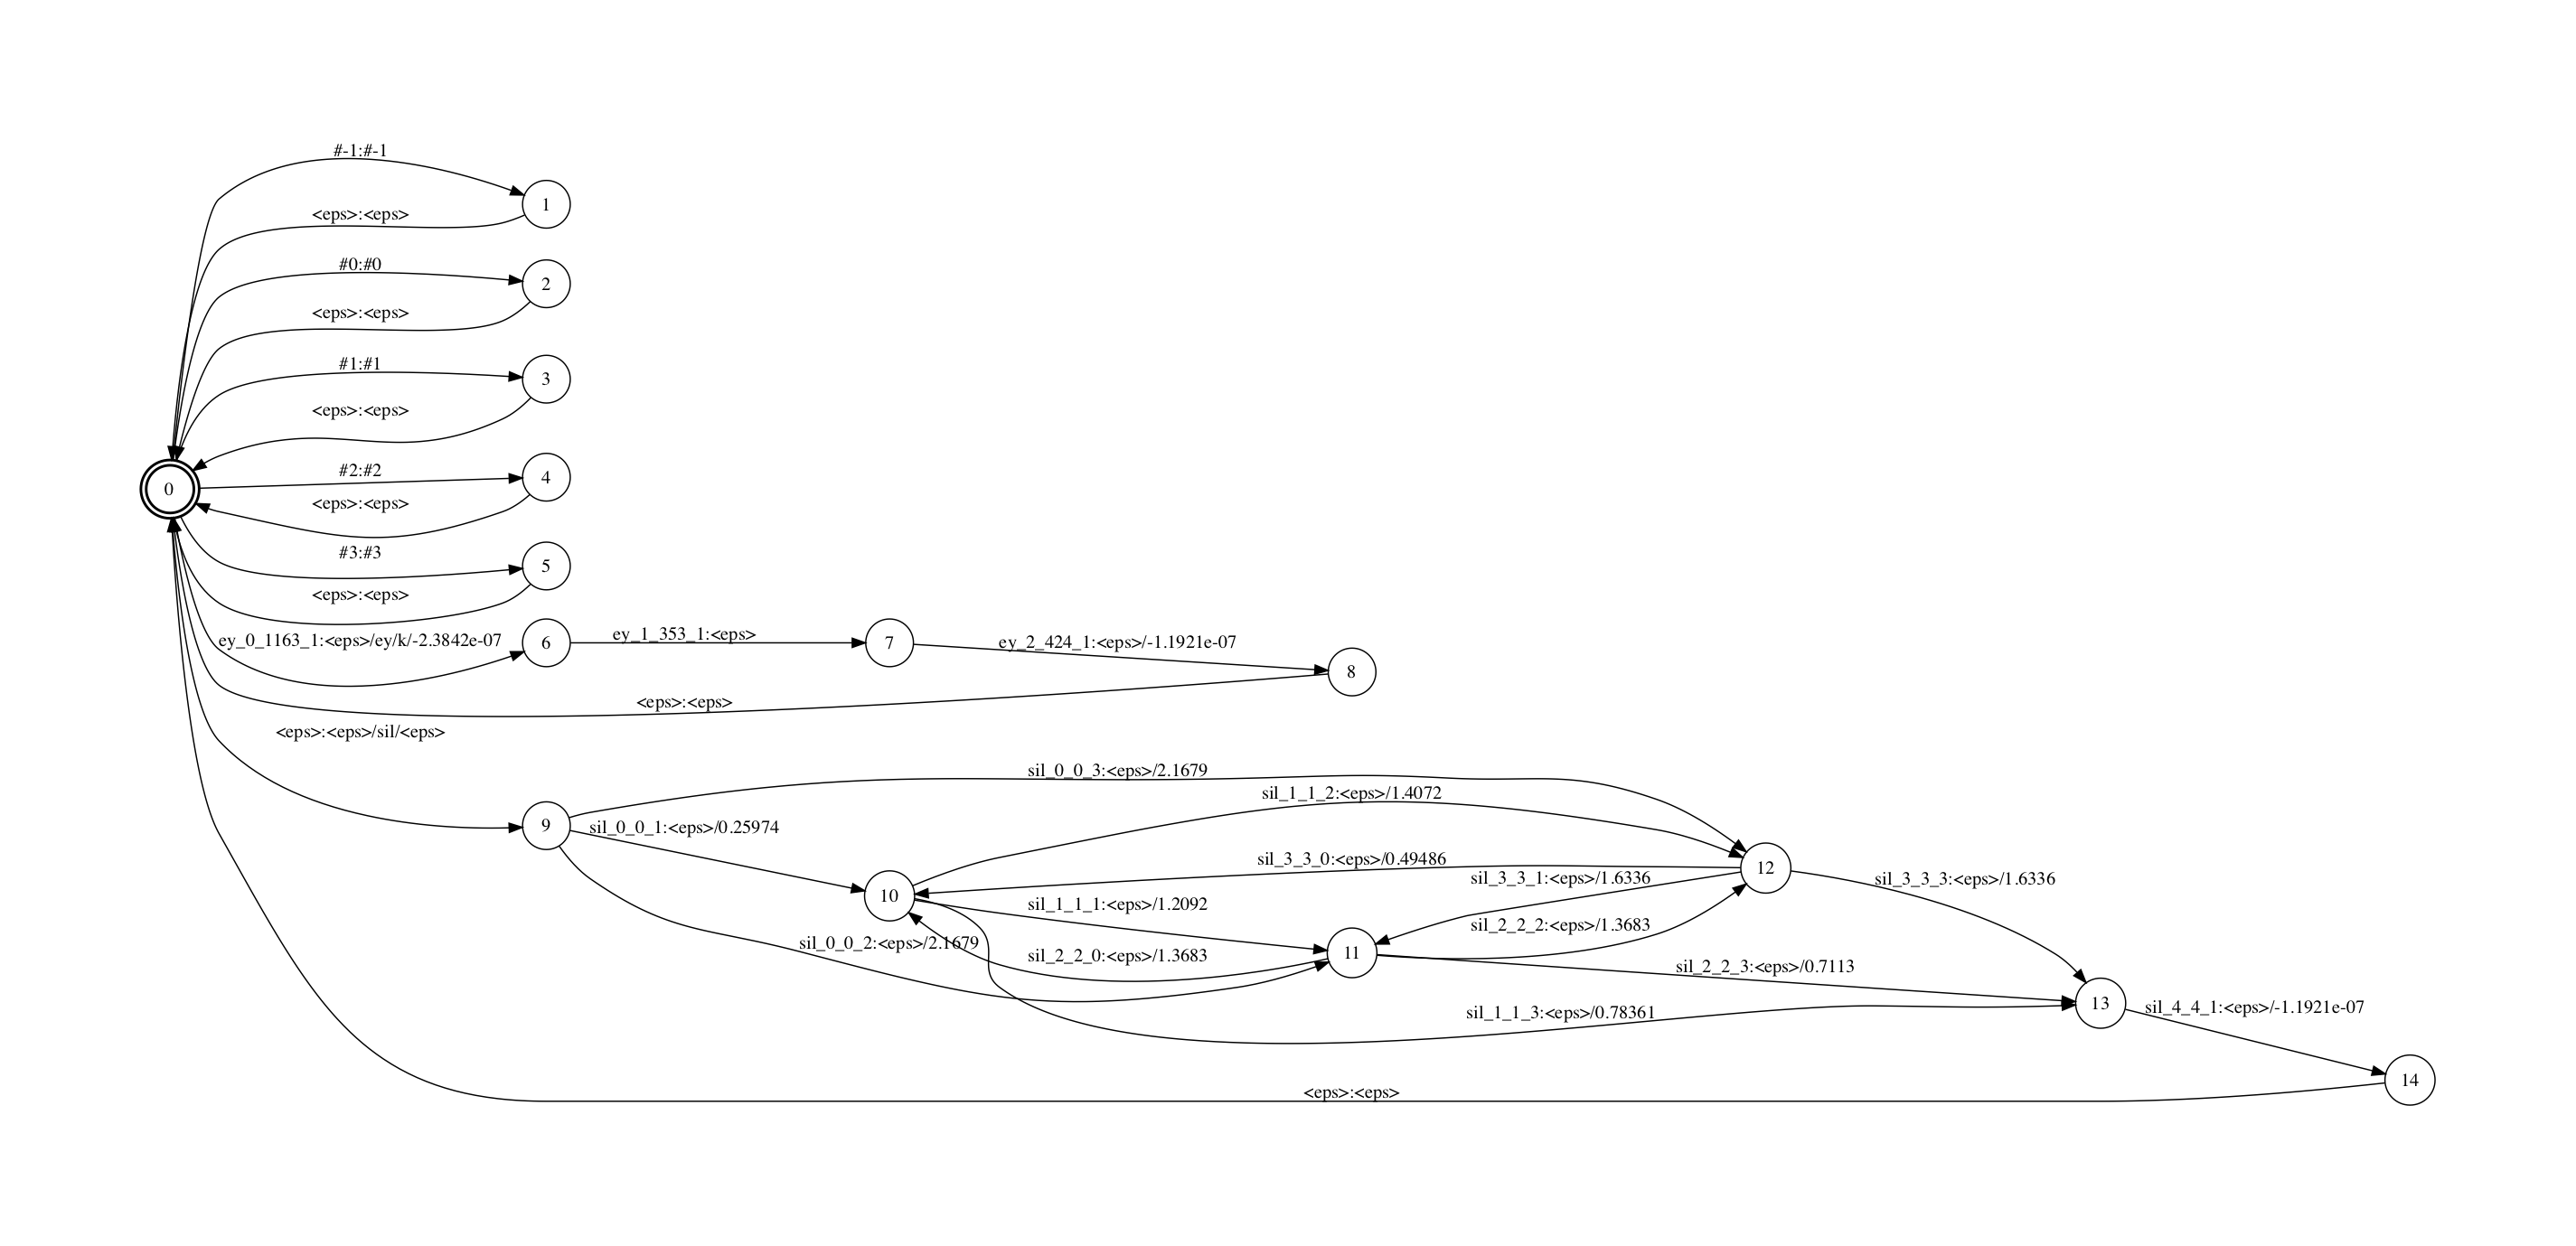 #-1:#-1
1
<eps>:<eps>
#0:#0
2
<eps>:<eps>
#1:#1
3
<eps>:<eps>
0
#2:#2
4
<eps>:<eps>
#3:#3
5
<eps>:<eps>
ey_0_1163_1:<eps>/ey/k/-2.3842e-07
6
ey_1_353_1:<eps>
7
ey_2_424_1:<eps>/-1.1921e-07
8
<eps>:<eps>
<eps>:<eps>/sil/<eps>
sil_0_0_3:<eps>/2.1679
sil_1_1_2:<eps>/1.4072
9
sil_0_0_1:<eps>/0.25974
sil_3_3_0:<eps>/0.49486
12
sil_3_3_1:<eps>/1.6336
sil_3_3_3:<eps>/1.6336
10
sil_1_1_1:<eps>/1.2092
sil_2_2_2:<eps>/1.3683
sil_0_0_2:<eps>/2.1679
sil_2_2_0:<eps>/1.3683
11
sil_2_2_3:<eps>/0.7113
sil_1_1_3:<eps>/0.78361
13
sil_4_4_1:<eps>/-1.1921e-07
14
<eps>:<eps>